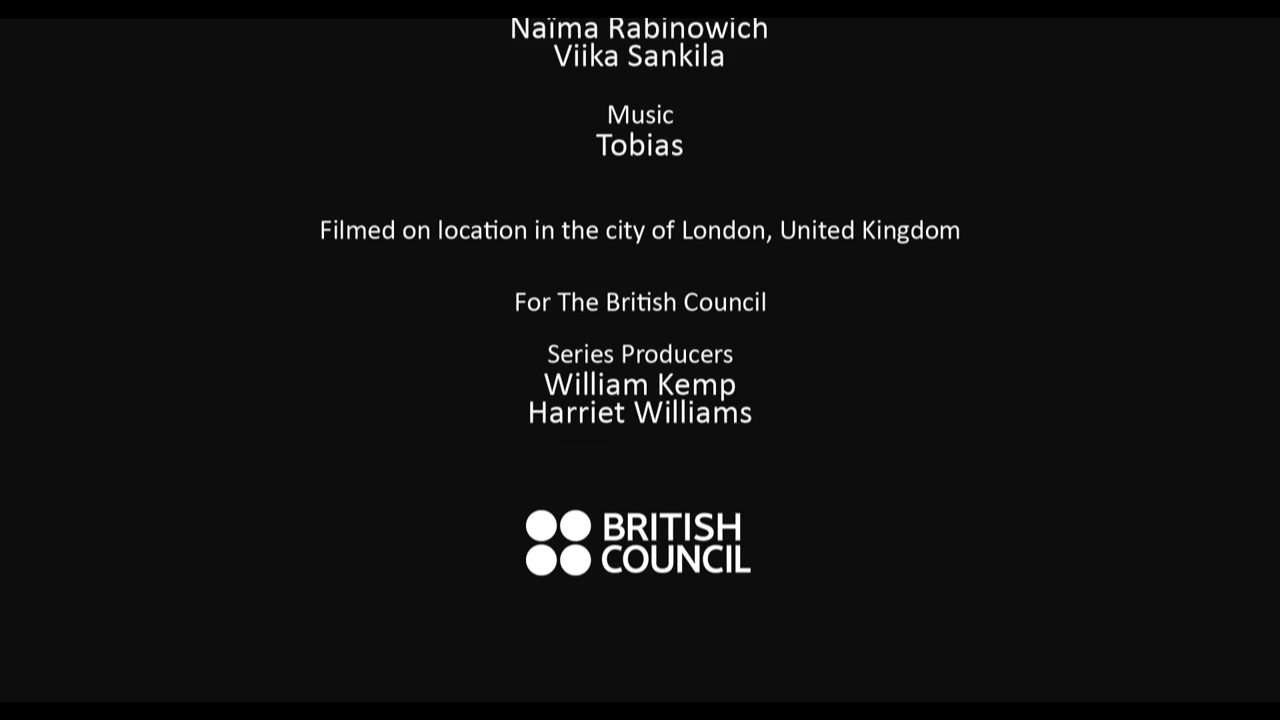 Naïma Rabinowich
Viika Sankila
Music
Tobias
Filmed on location in the city of London, United Kingdom
For The British Council
Series Producers
William Kemp
Harriet Williams
BRITISH
COUNCIL